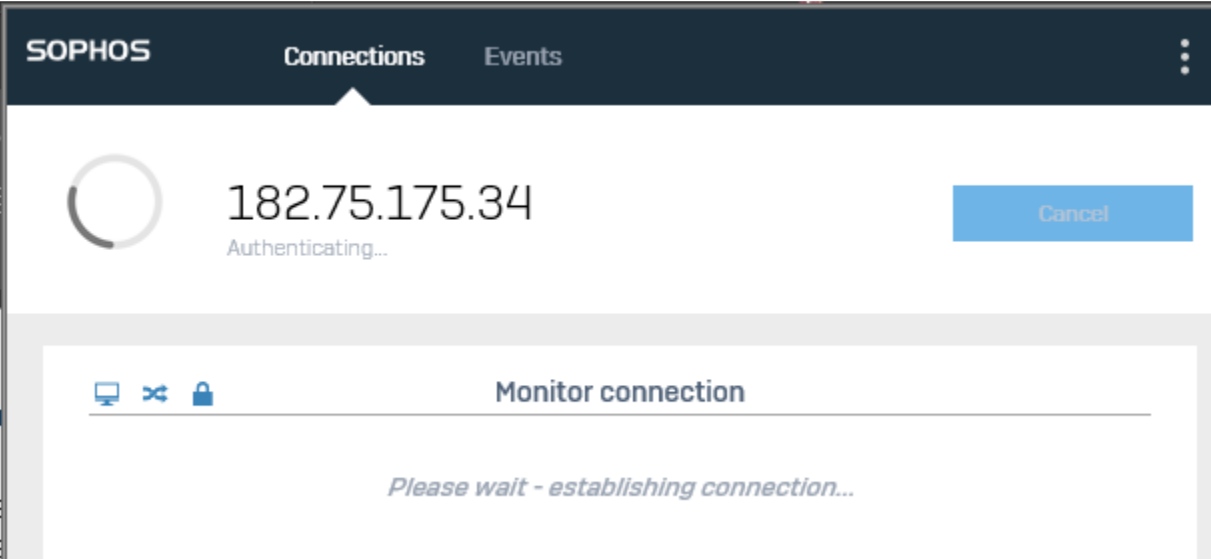 SOPHOS Connections Events
182.75.175.34
Cancel
Authenticating...
Monitor connection
Please wait - establishing connection...